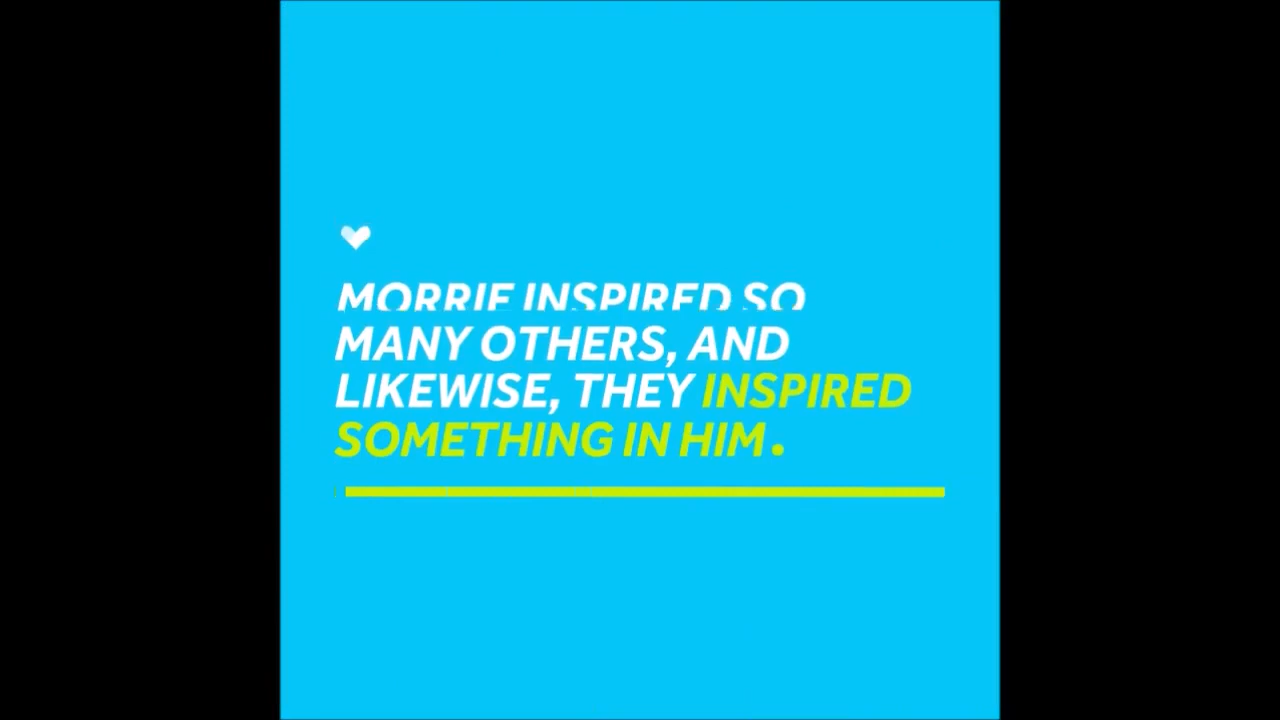 MORRIE INSPIRED SO
MANY OTHERS, AND
LIKEWISE, THEY INSPIRED
SOMETHING IN HIM.